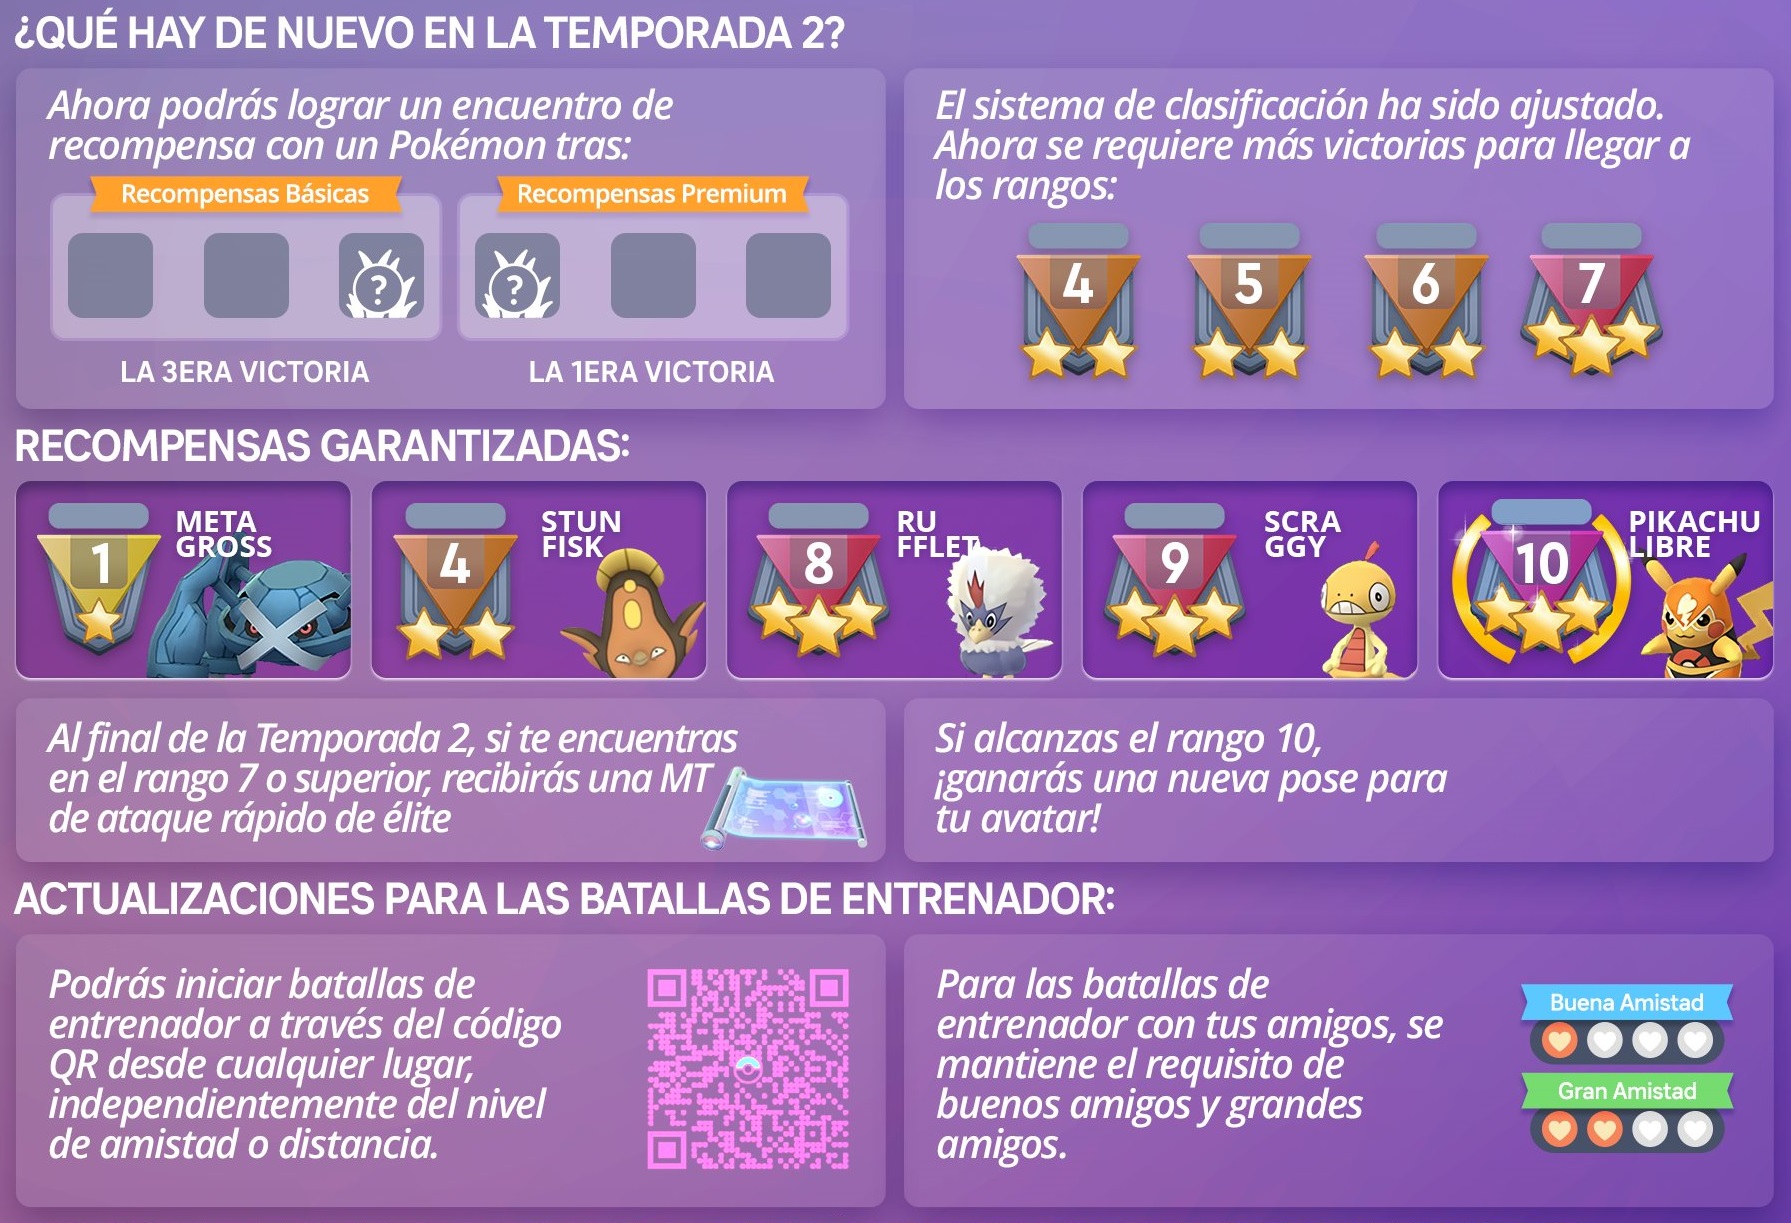 ¿QUÉ HAY DE NUEVO EN LA TEMPORADA 2?
Ahora podrás lograr un encuentro de
recompensa con un Pokémon tras:
Recompensas Básicas
Recompensas Premium
?
?
LA 3ERA VICTORIA
LA 1ERA VICTORIA
El sistema de clasificación ha sido ajustado.
Ahora se requiere más victorias para llegar a
los rangos:
4
5
6
7
RECOMPENSAS GARANTIZADAS:
1
META
GROSS
4
STUN
FISK
8
RU
FFLET
9
SCRA
GGY
10
PIKACHU
LIBRE
Al final de la Temporada 2, si te encuentras
en el rango 7 o superior, recibirás una MT
de ataque rápido de élite
Si alcanzas el rango 10,
¡ganarás una nueva pose para
tu avatar!
ACTUALIZACIONES PARA LAS BATALLAS DE ENTRENADOR:
Podrás iniciar batallas de
entrenador a través del código
QR desde cualquier lugar,
independientemente del nivel
de amistad o distancia.
Para las batallas de
entrenador con tus amigos, se
mantiene el requisito de
buenos amigos y grandes
amigos.
Buena Amistad
Gran Amistad